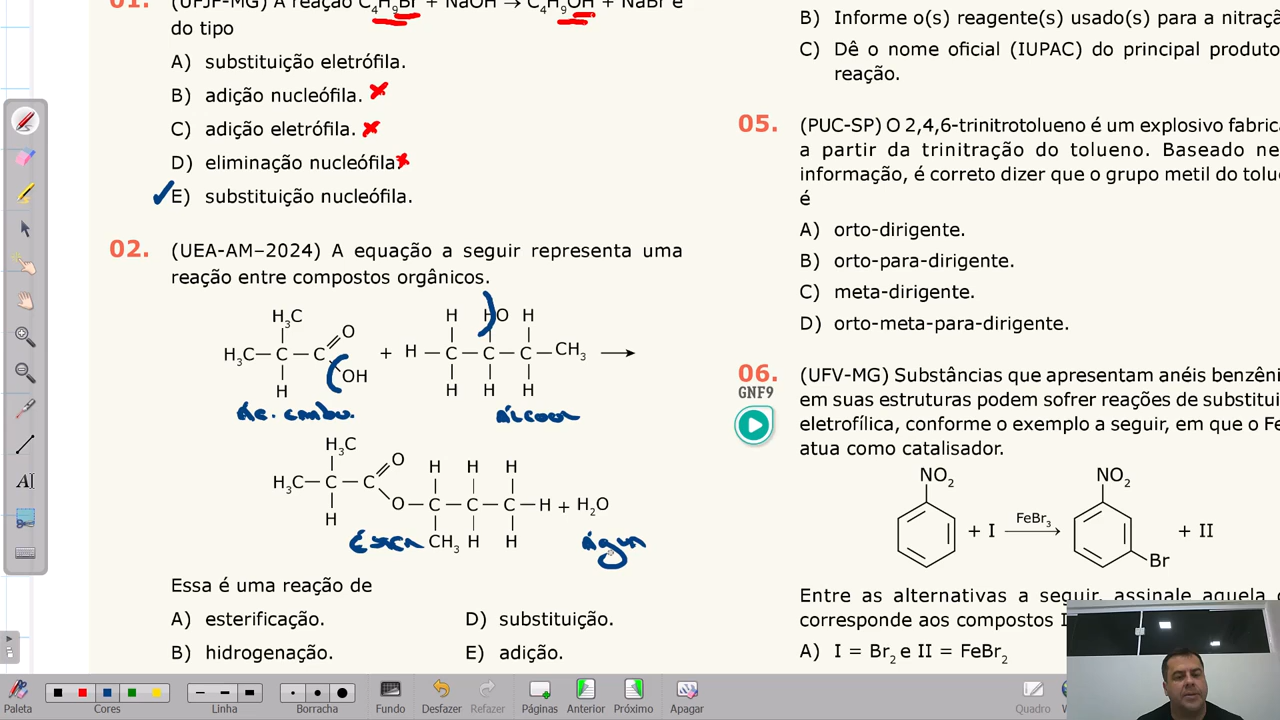 01. (UFJF-MG) A reação C4H9Br + NaOH → C4H9OH + NaBr é
do tipo
A) substituição eletrófila.
B) adição nucleófila.
C) adição eletrófila.
D) eliminação nucleófila.
E) substituição nucleófila.
02. (UEA-AM–2024) A equação a seguir representa uma
reação entre compostos orgânicos.
H3C H HO H
O
H3C — C — C + H — C — C — C — CH3 →
OH
H H H H
Ác. carbo. álcool
H3C
O H H H
H3C — C — C
O — C — C — C — H + H2O
H
CH3 H H
Éster água
Essa é uma reação de
A) esterificação.
B) hidrogenação.
D) substituição.
E) adição.
B) Informe o(s) reagente(s) usado(s) para a nitraçã
C) Dê o nome oficial (IUPAC) do principal produto
reação.
05. (PUC-SP) O 2,4,6-trinitrotolueno é um explosivo fabrica
a partir da trinitração do tolueno. Baseado ne
informação, é correto dizer que o grupo metil do tolu
é
A) orto-dirigente.
B) orto-para-dirigente.
C) meta-dirigente.
D) orto-meta-para-dirigente.
06. (UFV-MG) Substâncias que apresentam anéis benzêni
GNF9
em suas estruturas podem sofrer reações de substitui
eletrofílica, conforme o exemplo a seguir, em que o Fe
atua como catalisador.
NO2 NO2
+ I FeBr3 + II
Br
Entre as alternativas a seguir, assinale aquela
corresponde aos compostos I
A) I = Br2 e II = FeBr2
AI
Paleta Cores Linha Borracha Fundo Desfazer Refazer Páginas Anterior Próximo Apagar Quadro